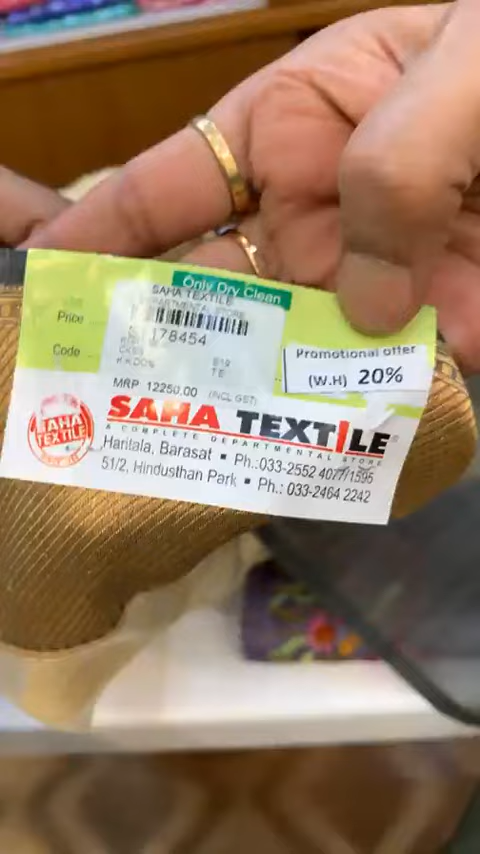 Only Dry Clean
SAHA TEXTILE
Price
178454
Code
MRP 12250.00 (INCL GST)
Promotional offer
(W.H) 20%
SAHA TEXTILE
SAHA TEXTILE
A COMPLETE DEPARTMENTAL STORE
Haritala, Barasat ▪ Ph.:033-2552 4077/1595
51/2, Hindusthan Park ▪ Ph.: 033-2464 2242